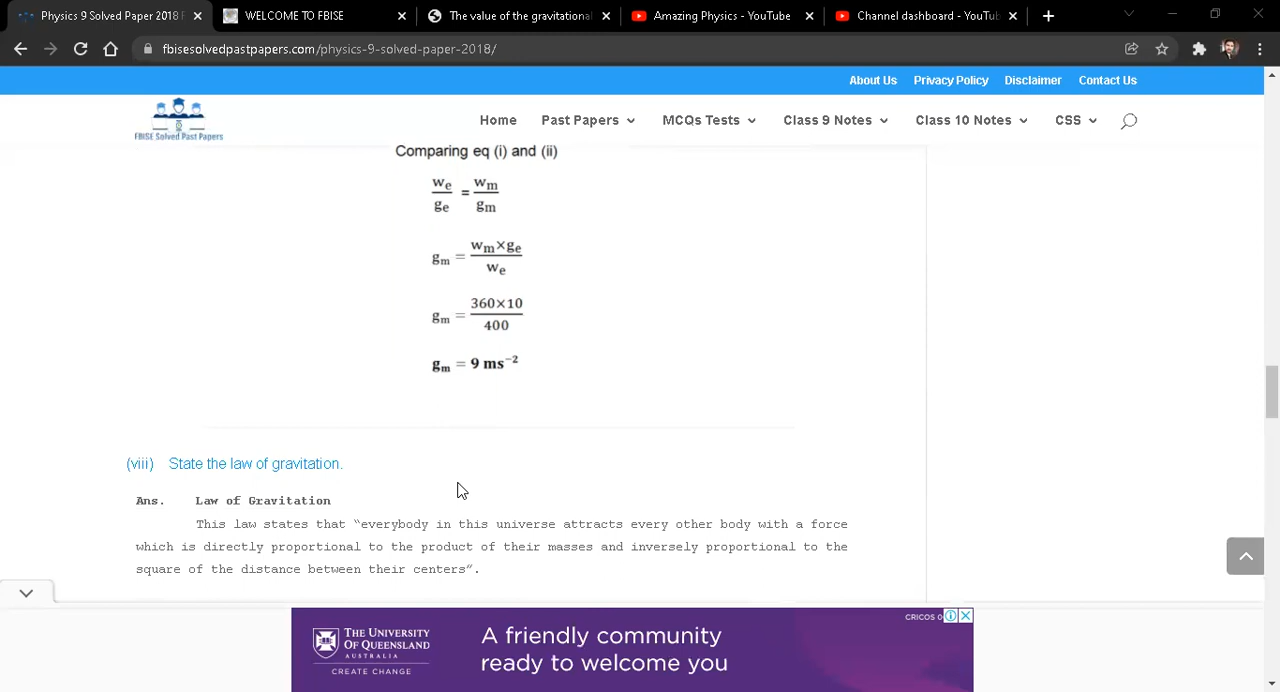 Physics 9 Solved Paper 2018 F
WELCOME TO FBISE
The value of the gravitational
Amazing Physics - YouTube
Channel dashboard - YouTub
fbisesolvedpastpapers.com/physics-9-solved-paper-2018/
About Us Privacy Policy Disclaimer Contact Us
FBISE Solved Past Papers
Home Past Papers MCQs Tests Class 9 Notes Class 10 Notes CSS
Comparing eq (i) and (ii)
we/ge = wm/gm
gm = wm×ge/we
gm = 360×10/400
gm = 9 ms⁻²
(viii) State the law of gravitation.
Ans. Law of Gravitation
This law states that “everybody in this universe attracts every other body with a force
which is directly proportional to the product of their masses and inversely proportional to the
square of the distance between their centers”.
CRICOS 0
THE UNIVERSITY
OF QUEENSLAND
AUSTRALIA
CREATE CHANGE
A friendly community
ready to welcome you